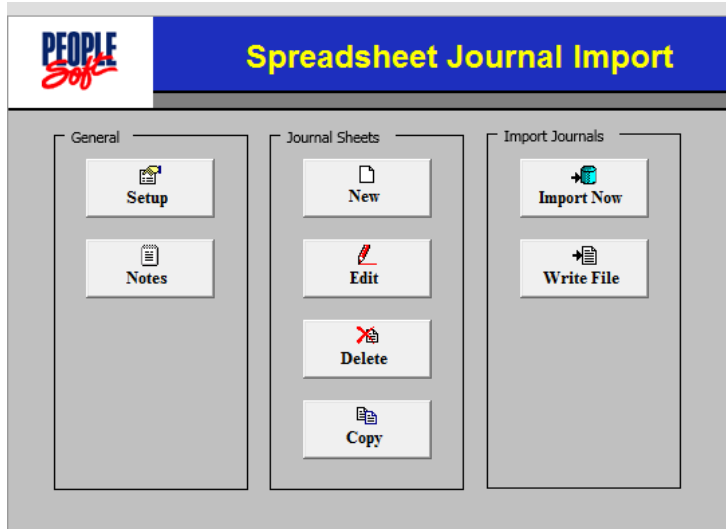 PEOPLE
Soft
Spreadsheet Journal Import
General
Setup
Notes
Journal Sheets
New
Edit
Delete
Copy
Import Journals
Import Now
Write File